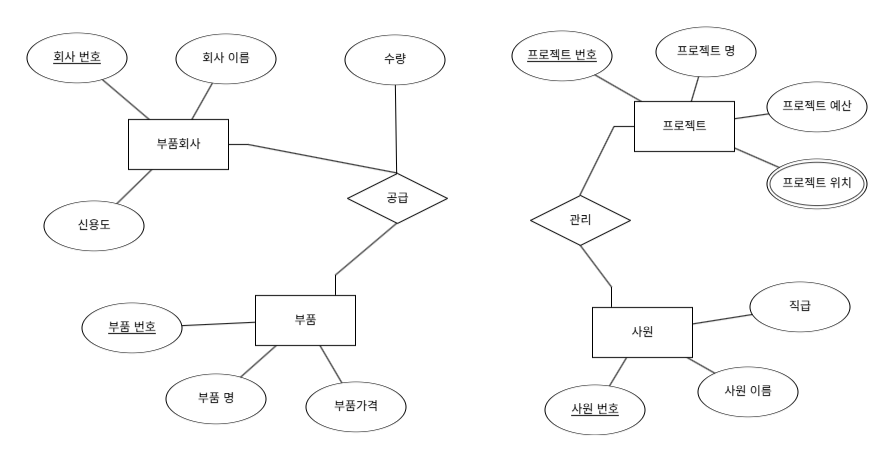 회사 번호
회사 이름
수량
부품회사
공급
신용도
부품
부품 번호
부품 명
부품가격
프로젝트 번호
프로젝트 명
프로젝트
프로젝트 예산
프로젝트 위치
관리
사원
직급
사원 이름
사원 번호